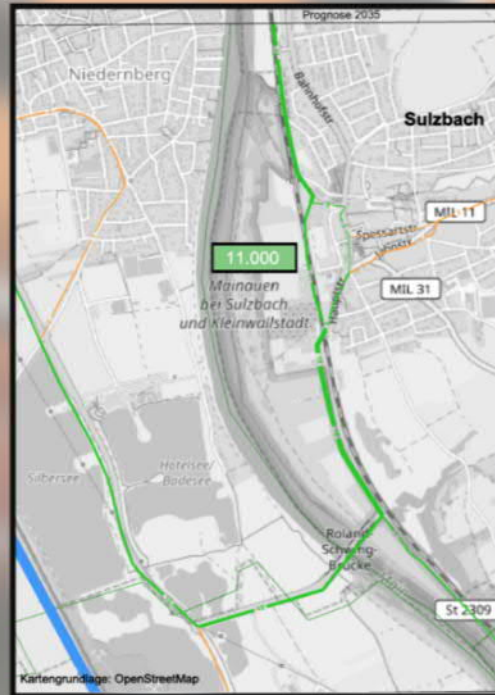 Prognose 2035
Niedernberg
Bahnhofstr
Sulzbach
MIL 11
Spessartstr
11.000
MIL 31
Hauptstr
Mainauen
bei Sulzbach
und Kleinwallstadt
Silbersee
Roland-
Schwing-
Brücke
St 2309
Kartengrundlage: OpenStreetMap